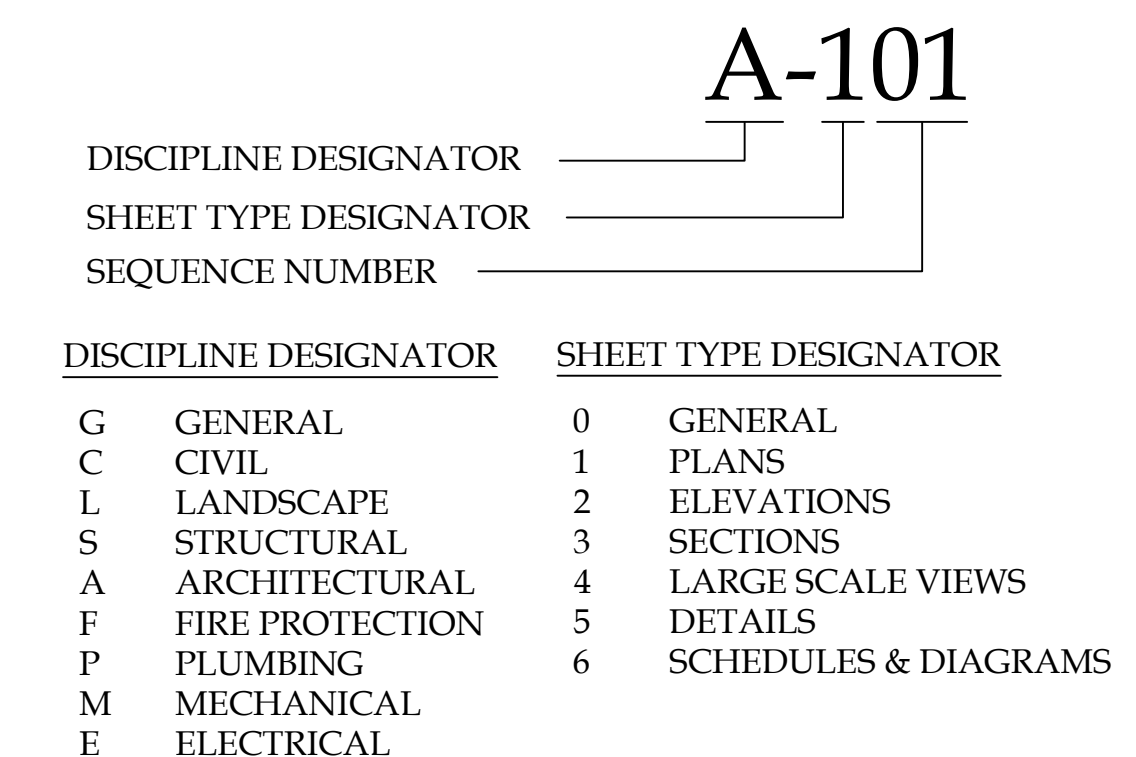 A-101
DISCIPLINE DESIGNATOR
SHEET TYPE DESIGNATOR
SEQUENCE NUMBER
DISCIPLINE DESIGNATOR
G GENERAL
C CIVIL
L LANDSCAPE
S STRUCTURAL
A ARCHITECTURAL
F FIRE PROTECTION
P PLUMBING
M MECHANICAL
E ELECTRICAL
SHEET TYPE DESIGNATOR
0 GENERAL
1 PLANS
2 ELEVATIONS
3 SECTIONS
4 LARGE SCALE VIEWS
5 DETAILS
6 SCHEDULES & DIAGRAMS